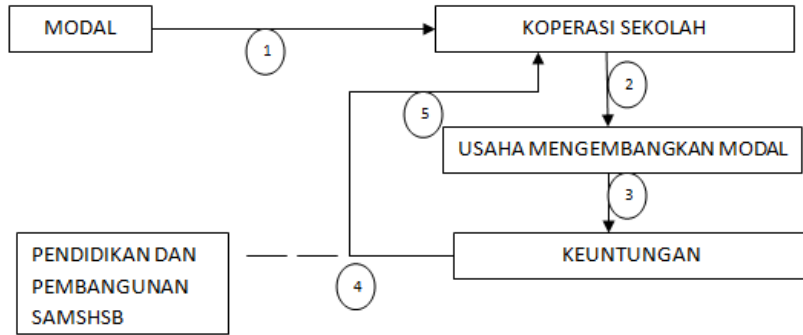 MODAL
KOPERASI SEKOLAH
1
2
5
USAHA MENGEMBANGKAN MODAL
3
PENDIDIKAN DAN
PEMBANGUNAN
SAMSHSB
KEUNTUNGAN
4